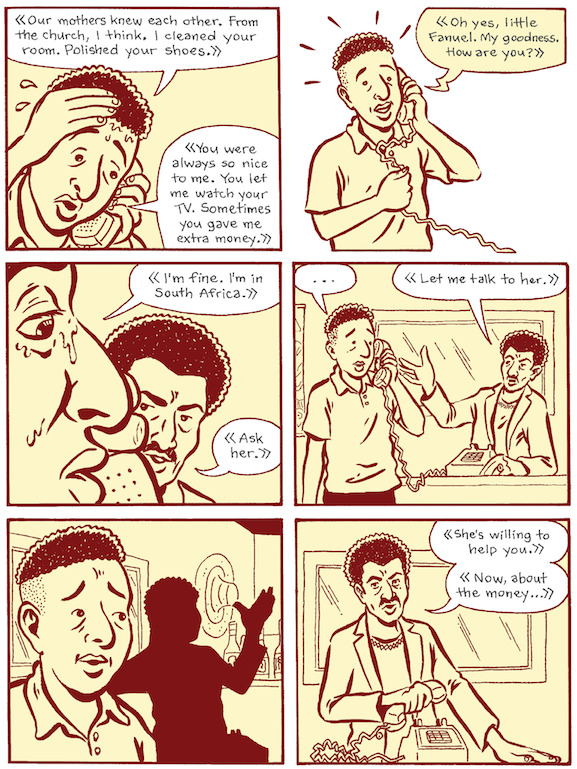 «Our mothers knew each other. From
the church, I think. I cleaned your
room. Polished your shoes.»
«You were
always so nice
to me. You let
me watch your
TV. Sometimes
you gave me
extra money.»
«Oh yes, little
Fanuel. My goodness.
How are you?»
«I'm fine. I'm in
South Africa.»
«Ask
her.»
...
«Let me talk to her.»
«She's willing to
help you.»
«Now, about
the money...»